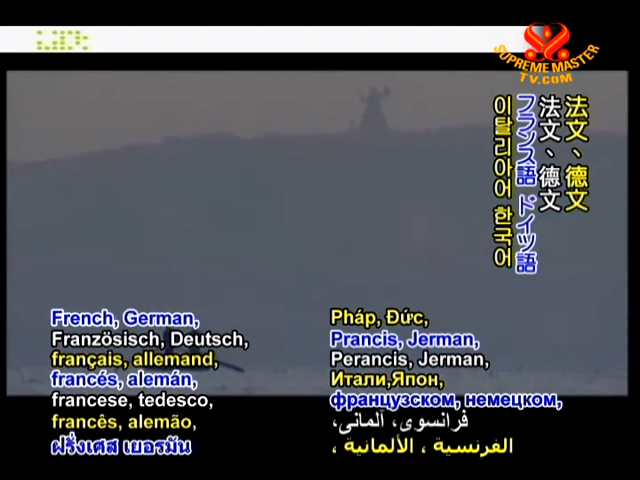 SUPREME MASTER
TV.COM
法文、德文
法文、德文
フランス語 ドイツ語
이탈리아어 한국어
French, German,
Französisch, Deutsch,
français, allemand,
francés, alemán,
francese, tedesco,
francês, alemão,
ฝรั่งเศส เยอรมัน
Pháp, Đức,
Prancis, Jerman,
Perancis, Jerman,
Итали,Япон,
французском, немецком,
فرانسوی، آلمانی،
الفرنسية ، الألمانية ،